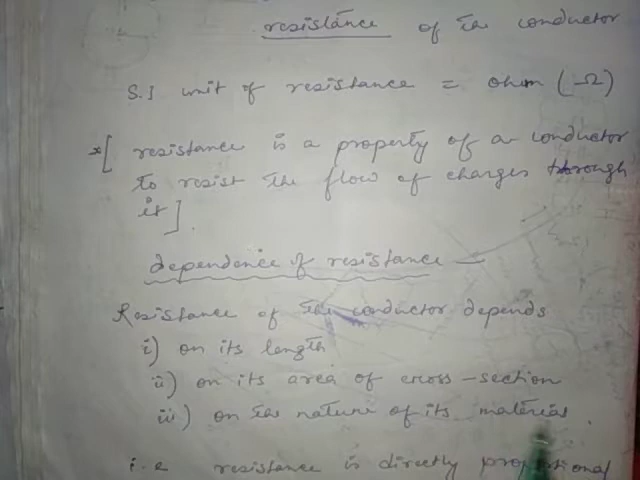 resistance of the conductor
S.I unit of resistance = ohm (Ω)
*[ resistance is a property of a conductor
to resist the flow of charges through
it ].
dependence of resistance —
Resistance of the conductor depends
i) on its length
ii) on its area of cross-section
iii) on the nature of its material.
i.e resistance is directly proportional